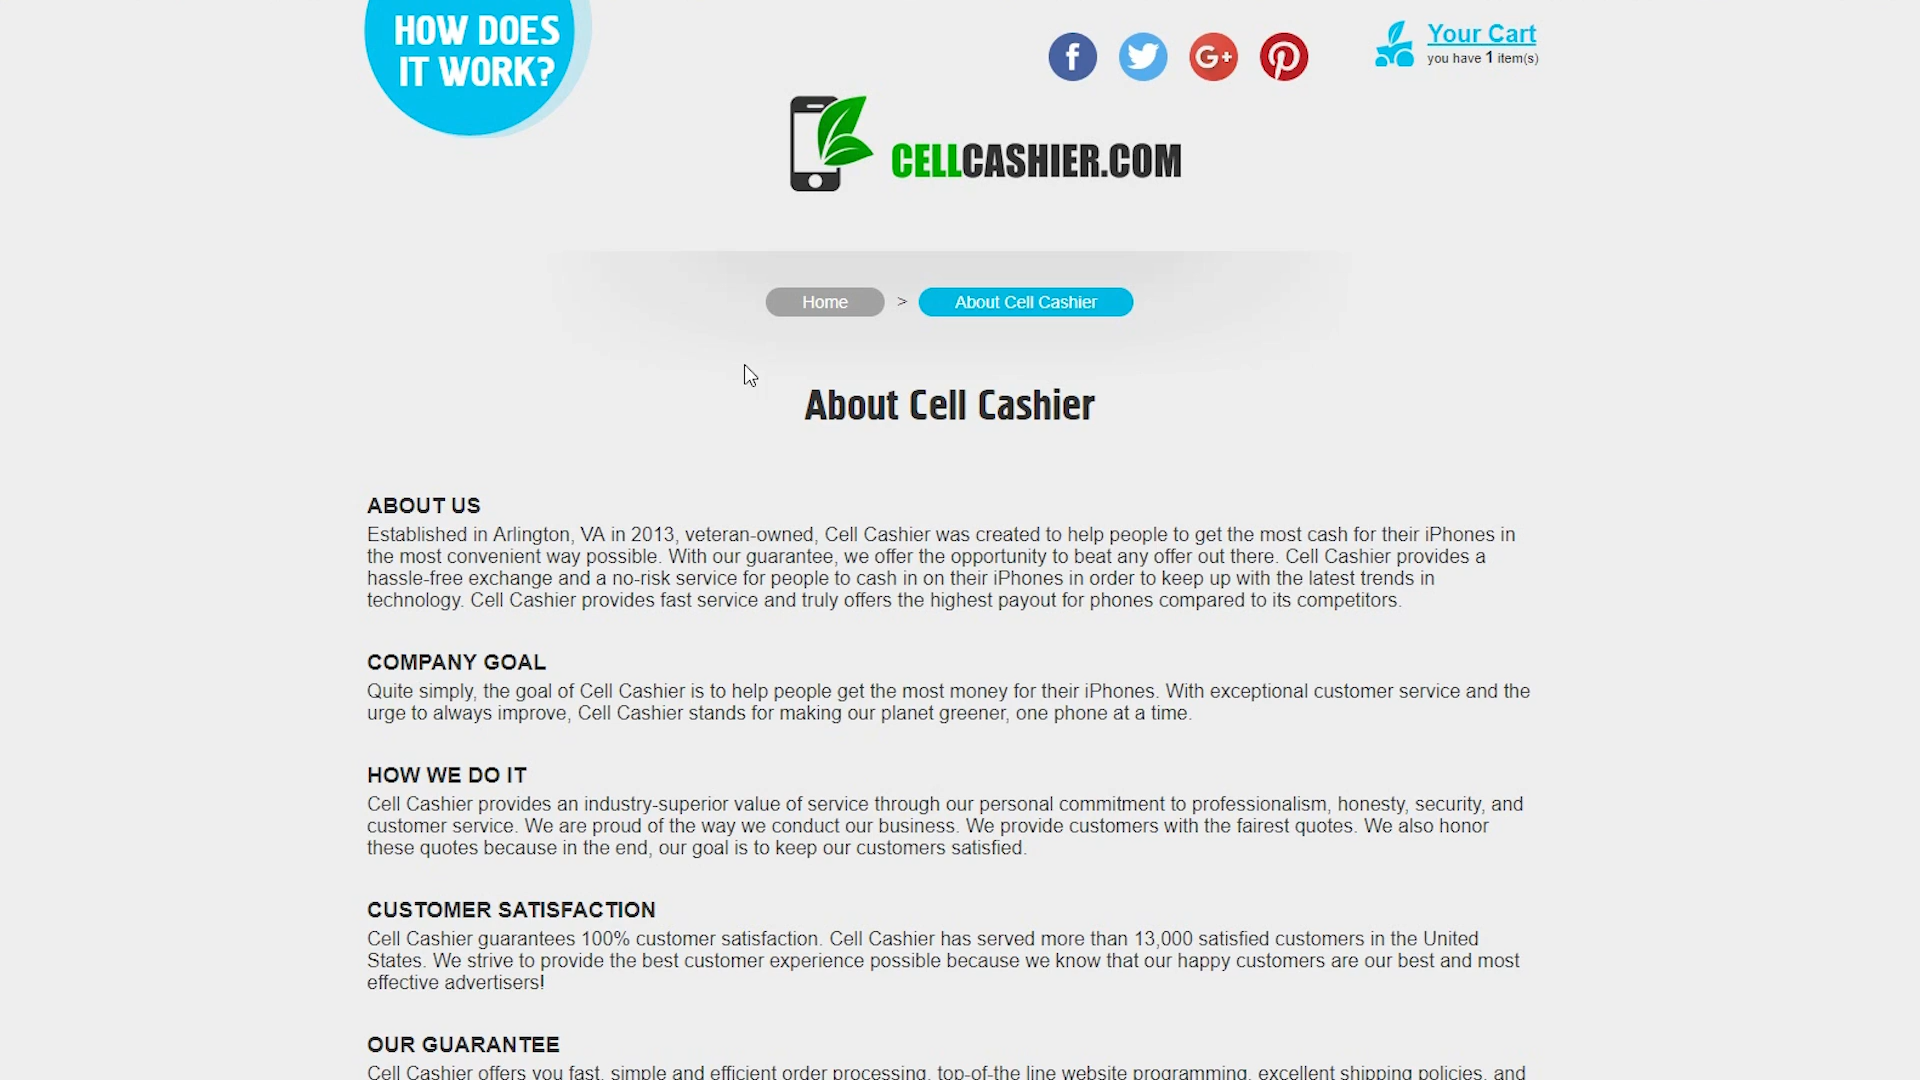 HOW DOES
IT WORK?
Your Cart
you have 1 item(s)
CELLCASHIER.COM
Home > About Cell Cashier
About Cell Cashier
ABOUT US
Established in Arlington, VA in 2013, veteran-owned, Cell Cashier was created to help people to get the most cash for their iPhones in
the most convenient way possible. With our guarantee, we offer the opportunity to beat any offer out there. Cell Cashier provides a
hassle-free exchange and a no-risk service for people to cash in on their iPhones in order to keep up with the latest trends in
technology. Cell Cashier provides fast service and truly offers the highest payout for phones compared to its competitors.
COMPANY GOAL
Quite simply, the goal of Cell Cashier is to help people get the most money for their iPhones. With exceptional customer service and the
urge to always improve, Cell Cashier stands for making our planet greener, one phone at a time.
HOW WE DO IT
Cell Cashier provides an industry-superior value of service through our personal commitment to professionalism, honesty, security, and
customer service. We are proud of the way we conduct our business. We provide customers with the fairest quotes. We also honor
these quotes because in the end, our goal is to keep our customers satisfied.
CUSTOMER SATISFACTION
Cell Cashier guarantees 100% customer satisfaction. Cell Cashier has served more than 13,000 satisfied customers in the United
States. We strive to provide the best customer experience possible because we know that our happy customers are our best and most
effective advertisers!
OUR GUARANTEE
Cell Cashier offers you fast, simple and efficient order processing, top-of-the line website programming, excellent shipping policies, and